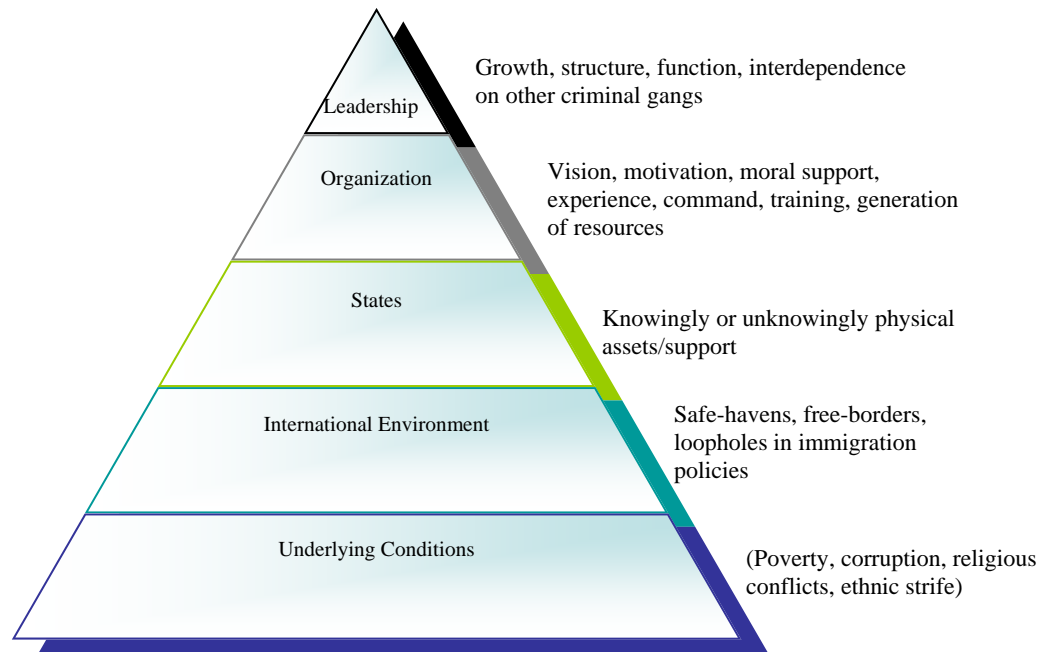 Leadership
Growth, structure, function, interdependence
on other criminal gangs
Organization
Vision, motivation, moral support,
experience, command, training, generation
of resources
States
Knowingly or unknowingly physical
assets/support
International Environment
Safe-havens, free-borders,
loopholes in immigration
policies
Underlying Conditions
(Poverty, corruption, religious
conflicts, ethnic strife)